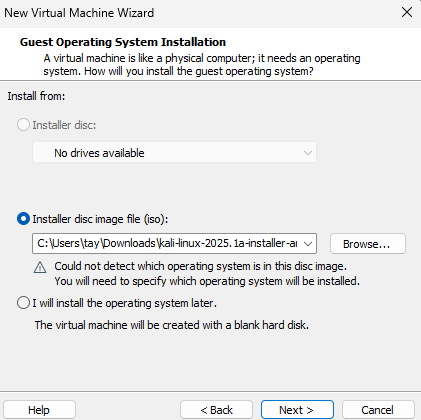 New Virtual Machine Wizard
Guest Operating System Installation
A virtual machine is like a physical computer; it needs an operating
system. How will you install the guest operating system?
Install from:
Installer disc:
No drives available
Installer disc image file (iso):
C:\Users\tay\Downloads\kali-linux-2025.1a-installer-a
Browse...
Could not detect which operating system is in this disc image.
You will need to specify which operating system will be installed.
I will install the operating system later.
The virtual machine will be created with a blank hard disk.
Help
< Back
Next >
Cancel